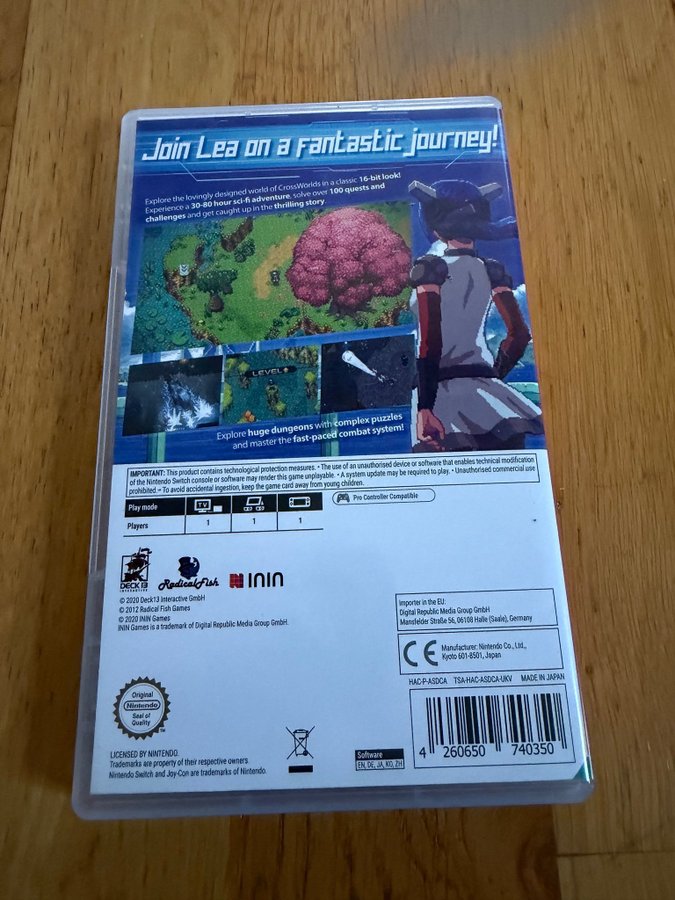 Join Lea on a fantastic journey!
Explore the lovingly designed world of CrossWorlds in a classic 16-bit look!
Experience a 30-80 hour sci-fi adventure, solve over 100 quests and
challenges and get caught up in the thrilling story
LEVEL
Explore huge dungeons with complex puzzles
and master the fast-paced combat system!
IMPORTANT: This product contains technological protection measures. • The use of an unauthorised device or software that enables technical modification
of the Nintendo Switch console or software may render this game unplayable. • A system update may be required to play. • Unauthorised commercial use
prohibited. • To avoid accidental ingestion, keep the game card away from young children.
Play mode
TV
Players
1
1
1
Pro Controller Compatible
DECK 13
INTERACTIVE
RadicalFish
ININ
© 2020 Deck13 Interactive GmbH
© 2012 Radical Fish Games
© 2020 ININ Games
ININ Games is a trademark of Digital Republic Media Group GmbH.
Importer in the EU:
Digital Republic Media Group GmbH
Mansfelder Straße 56, 06108 Halle (Saale), Germany
CE
Manufacturer: Nintendo Co., Ltd.,
Kyoto 601-8501, Japan
HAC-P-ASDCA TSA-HAC-ASDCA-UKV MADE IN JAPAN
Original
Nintendo
Seal of
Quality
TM
LICENSED BY NINTENDO.
Trademarks are property of their respective owners.
Nintendo Switch and Joy-Con are trademarks of Nintendo.
Software
EN, DE, JA, KO, ZH
4 260650 740350